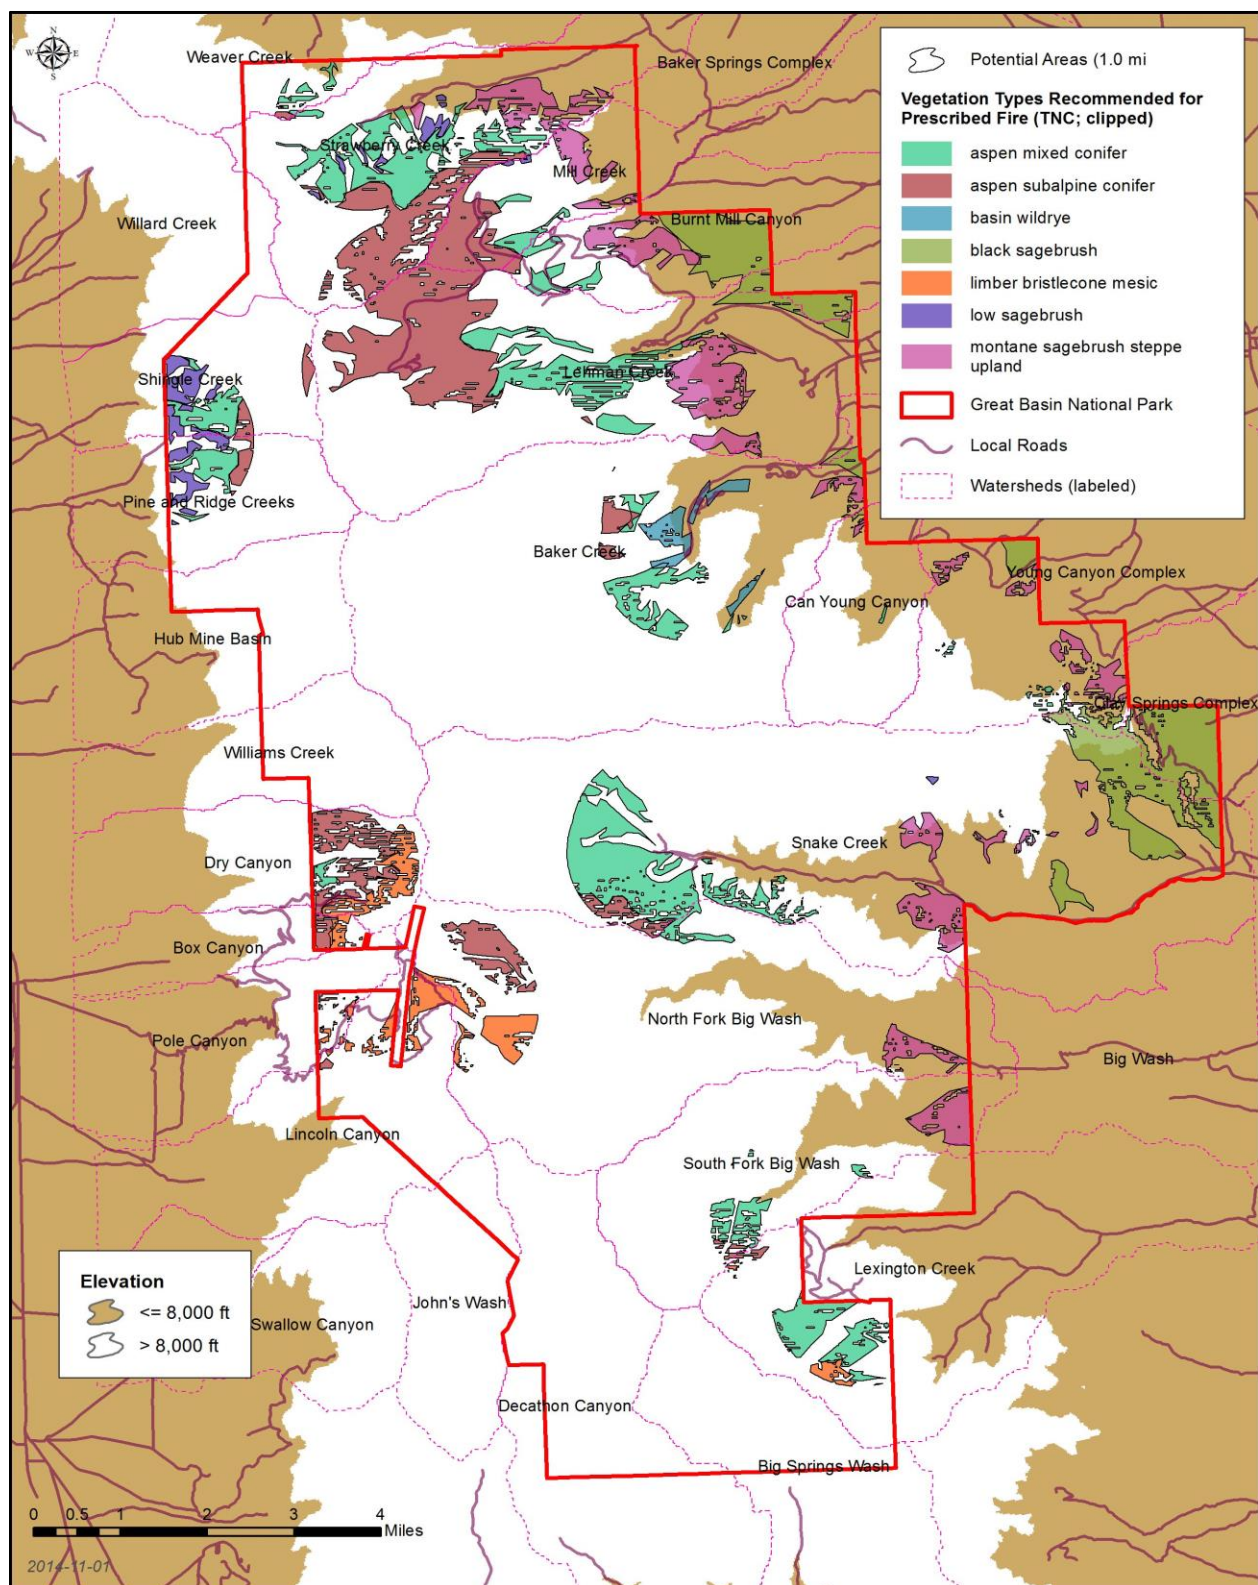 N
W E
S
Weaver Creek
Baker Springs Complex
Potential Areas (1.0 mi
Vegetation Types Recommended for
Prescribed Fire (TNC; clipped)
aspen mixed conifer
aspen subalpine conifer
basin wildrye
black sagebrush
limber bristlecone mesic
low sagebrush
montane sagebrush steppe
upland
Great Basin National Park
Local Roads
Watersheds (labeled)
Strawberry Creek
Mill Creek
Willard Creek
Burnt Mill Canyon
Shingle Creek
Lehman Creek
Pine and Ridge Creeks
Baker Creek
Young Canyon Complex
Can Young Canyon
Hub Mine Basin
Clay Springs Complex
Williams Creek
Snake Creek
Dry Canyon
Box Canyon
North Fork Big Wash
Pole Canyon
Big Wash
Lincoln Canyon
South Fork Big Wash
Lexington Creek
Elevation
<= 8,000 ft
> 8,000 ft
John's Wash
Swallow Canyon
Decathon Canyon
Big Springs Wash
0 0.5 1 2 3 4
Miles
2014-11-01